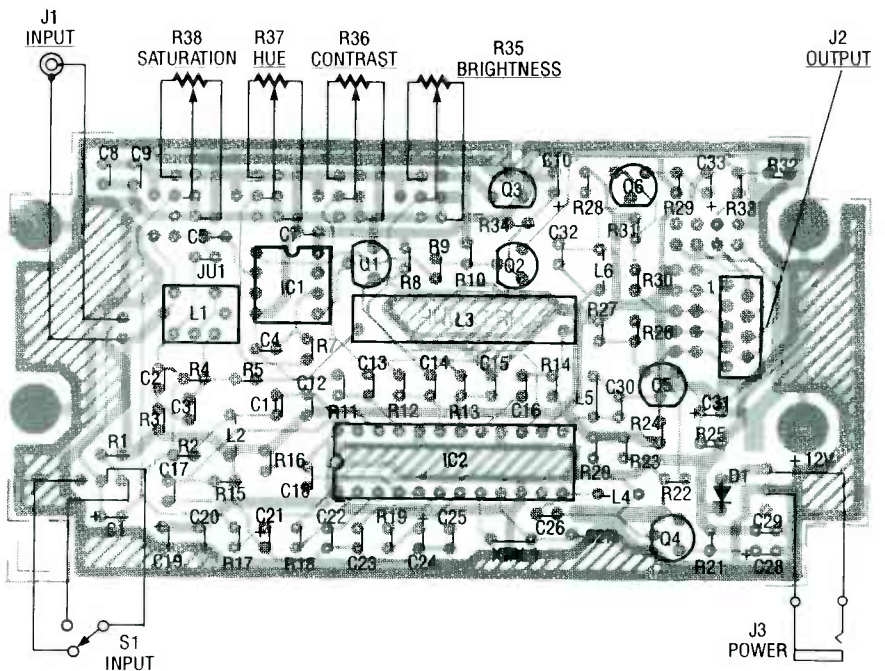 J1
INPUT
R38
SATURATION
R37
HUE
R36
CONTRAST
R35
BRIGHTNESS
J2
OUTPUT
C8
C9
Q3
C10
+
R28
Q6
R29
C33
+
R33
R32
R34
R31
C5
C7
JU1
IC1
Q1
R8
R9
R10
Q2
C32
L6
R30
1
L1
L3
R27
R26
C4
R7
C2
R4
R5
C13
C14
C15
R14
Q5
R3
C3
C11
C12
R11
R12
R13
C16
L5
C30
C31
R24
R25
L2
R1
R2
R16
IC2
R20
R23
C17
R15
C18
L4
R22
D1
+ 12V
C1
C20
C21
+
C22
R19
+
C25
C26
Q4
C29
C19
R17
R18
C23
C24
R21
+
C28
S1
INPUT
J3
POWER